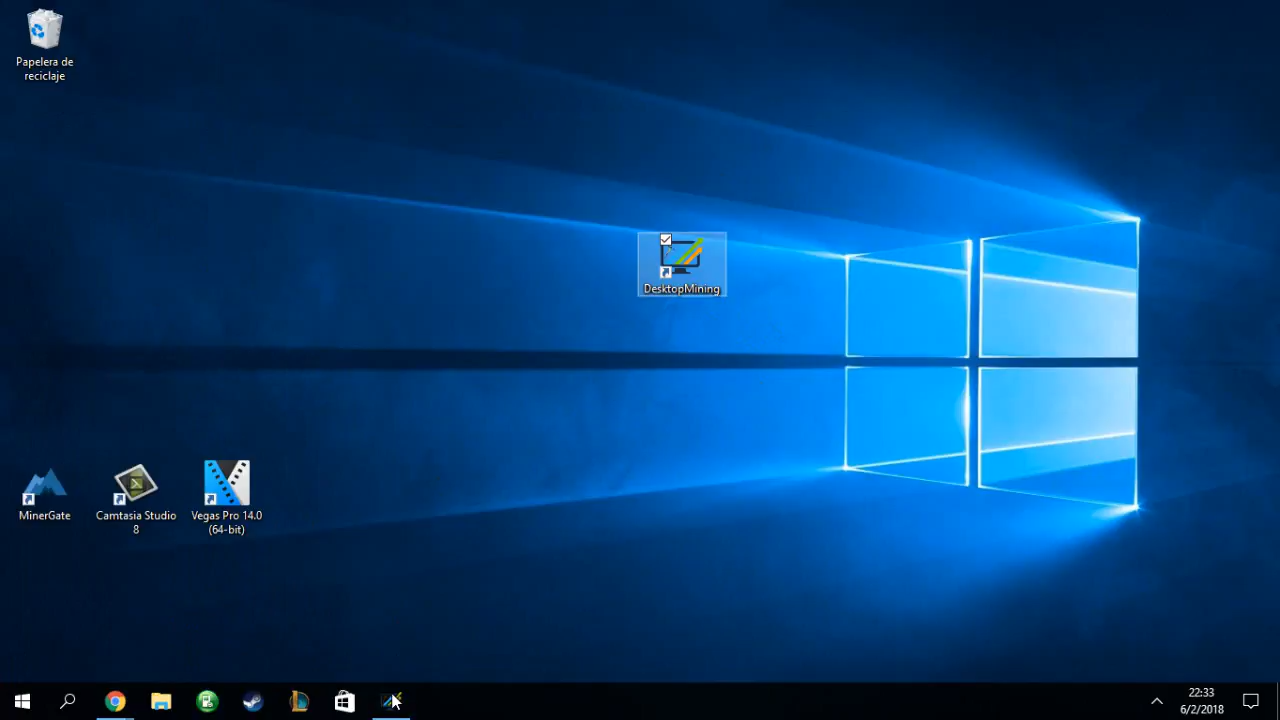 Papelera de
reciclaje
DesktopMining
MinerGate
Camtasia Studio
8
Vegas Pro 14.0
(64-bit)
22:33
6/2/2018